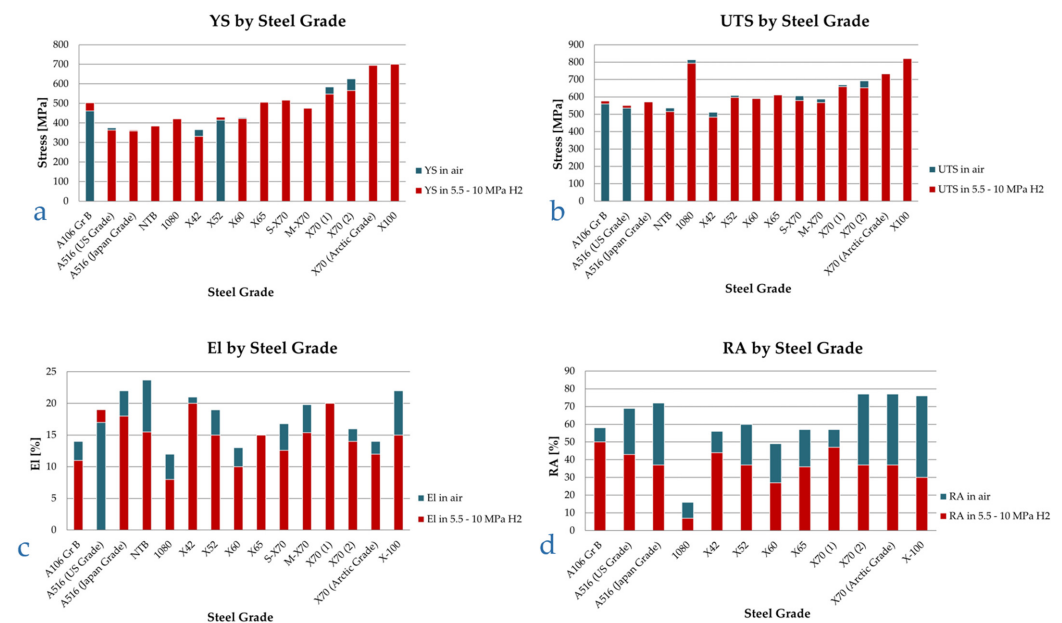 YS by Steel Grade
800
700
600
500
400
300
200
100
0
Stress [MPa]
A106 Gr B
A516 (US Grade)
A516 (Japan Grade)
NTB
1080
X42
X52
X60
X65
S-X70
M-X70
X70 (1)
X70 (2)
X70 (Arctic Grade)
X100
Steel Grade
YS in air
YS in 5.5 - 10 MPa H2
a
UTS by Steel Grade
900
800
700
600
500
400
300
200
100
0
Stress [MPa]
A106 Gr B
A516 (US Grade)
A516 (Japan Grade)
NTB
1080
X42
X52
X60
X65
S-X70
M-X70
X70 (1)
X70 (2)
X70 (Arctic Grade)
X100
Steel Grade
UTS in air
UTS in 5.5 - 10 MPa H2
b
El by Steel Grade
25
20
15
10
5
0
El [%]
A106 Gr B
A516 (US Grade)
A516 (Japan Grade)
NTB
1080
X42
X52
X60
X65
S-X70
M-X70
X70 (1)
X70 (2)
X70 (Arctic Grade)
X-100
Steel Grade
El in air
El in 5.5 - 10 MPa H2
c
RA by Steel Grade
90
80
70
60
50
40
30
20
10
0
RA [%]
A106 Gr B
A516 (US Grade)
A516 (Japan Grade)
1080
X42
X52
X60
X65
X70 (1)
X70 (2)
X70 (Arctic Grade)
X-100
Steel Grade
RA in air
RA in 5.5 - 10 MPa H2
d